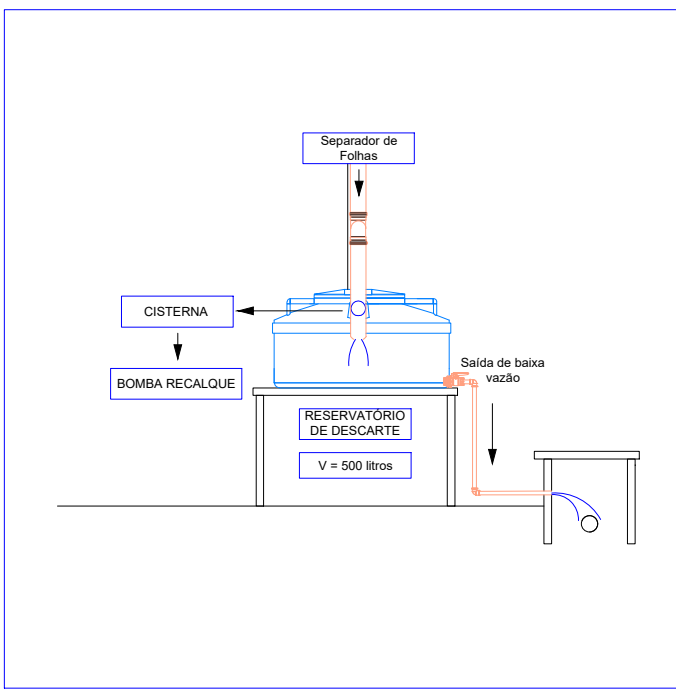 Separador de
Folhas
CISTERNA
BOMBA RECALQUE
Saída de baixa
vazão
RESERVATÓRIO
DE DESCARTE
V = 500 litros